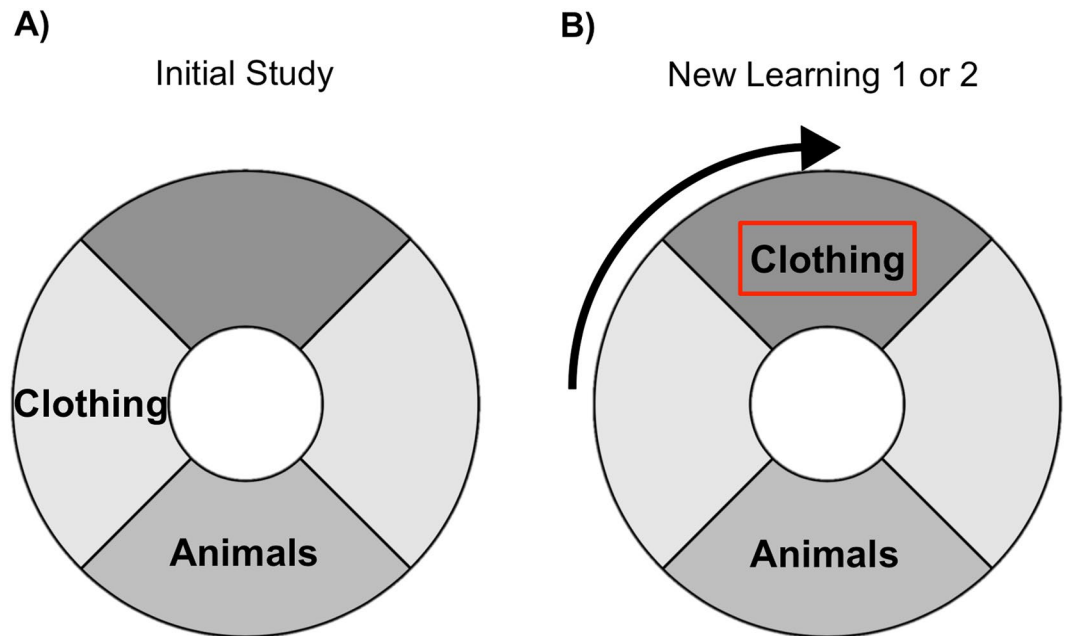 A)
Initial Study
Clothing
Animals
B)
New Learning 1 or 2
Clothing
Animals